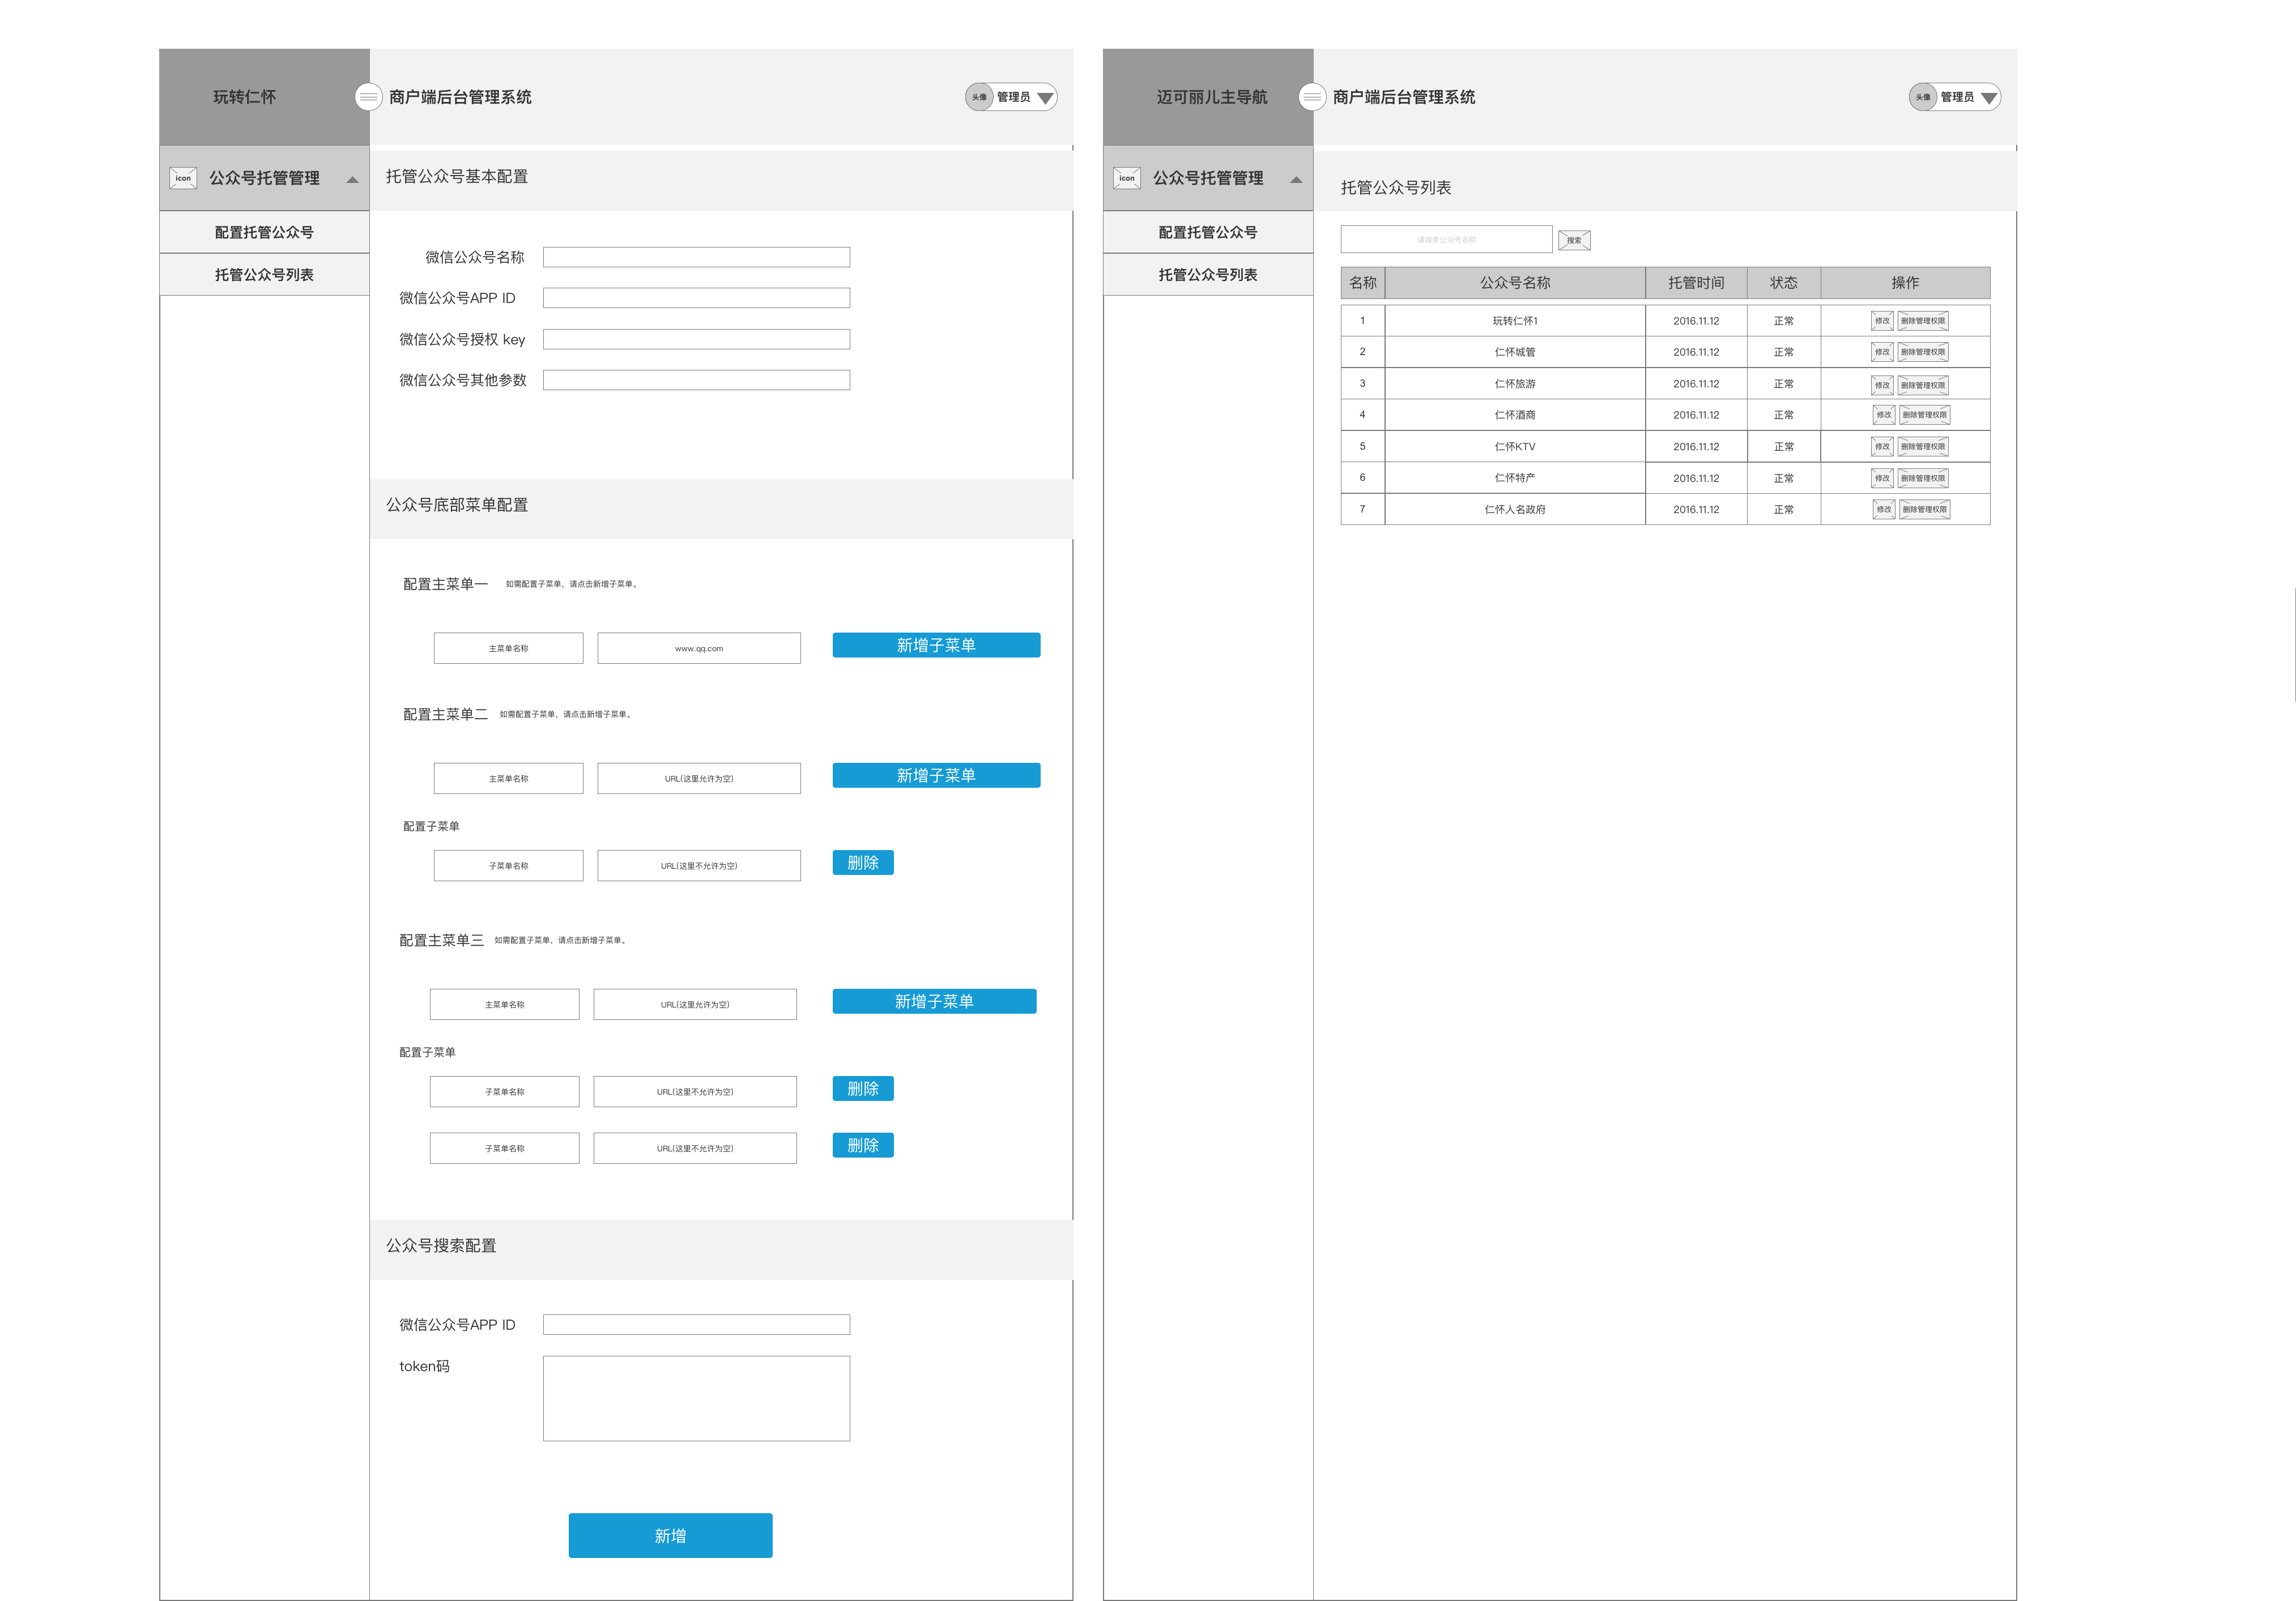 玩转仁怀
商户端后台管理系统
头像 管理员
icon 公众号托管管理
配置托管公众号
托管公众号列表
托管公众号基本配置
微信公众号名称
微信公众号APP ID
微信公众号授权 key
微信公众号其他参数
公众号底部菜单配置
配置主菜单一 如需配置子菜单，请点击新增子菜单。
主菜单名称 www.qq.com 新增子菜单
配置主菜单二 如需配置子菜单，请点击新增子菜单。
主菜单名称 URL(这里允许为空) 新增子菜单
配置子菜单
子菜单名称 URL(这里不允许为空) 删除
配置主菜单三 如需配置子菜单，请点击新增子菜单。
主菜单名称 URL(这里允许为空) 新增子菜单
配置子菜单
子菜单名称 URL(这里不允许为空) 删除
子菜单名称 URL(这里不允许为空) 删除
公众号搜索配置
微信公众号APP ID
token码
新增
迈可丽儿主导航
商户端后台管理系统
头像 管理员
icon 公众号托管管理
配置托管公众号
托管公众号列表
托管公众号列表
请搜索公众号名称 搜索
名称 公众号名称 托管时间 状态 操作
1 玩转仁怀1 2016.11.12 正常 修改 删除管理权限
2 仁怀城管 2016.11.12 正常 修改 删除管理权限
3 仁怀旅游 2016.11.12 正常 修改 删除管理权限
4 仁怀酒商 2016.11.12 正常 修改 删除管理权限
5 仁怀KTV 2016.11.12 正常 修改 删除管理权限
6 仁怀特产 2016.11.12 正常 修改 删除管理权限
7 仁怀人名政府 2016.11.12 正常 修改 删除管理权限